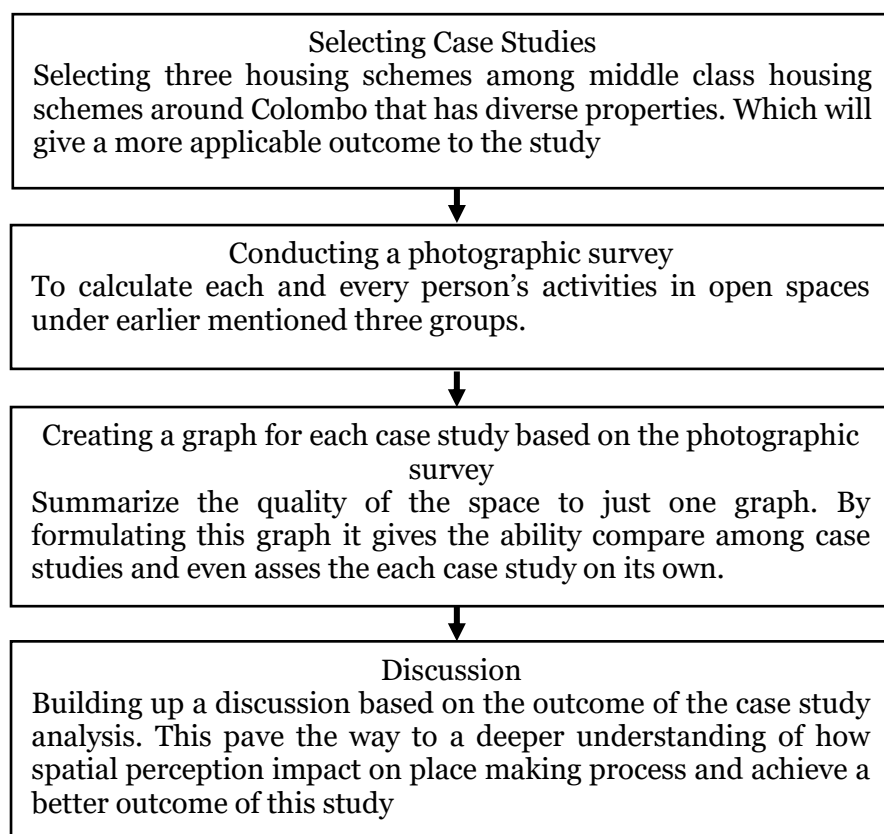 Selecting Case Studies
Selecting three housing schemes among middle class housing
schemes around Colombo that has diverse properties. Which will
give a more applicable outcome to the study
Conducting a photographic survey
To calculate each and every person’s activities in open spaces
under earlier mentioned three groups.
Creating a graph for each case study based on the photographic
survey
Summarize the quality of the space to just one graph. By
formulating this graph it gives the ability compare among case
studies and even asses the each case study on its own.
Discussion
Building up a discussion based on the outcome of the case study
analysis. This pave the way to a deeper understanding of how
spatial perception impact on place making process and achieve a
better outcome of this study